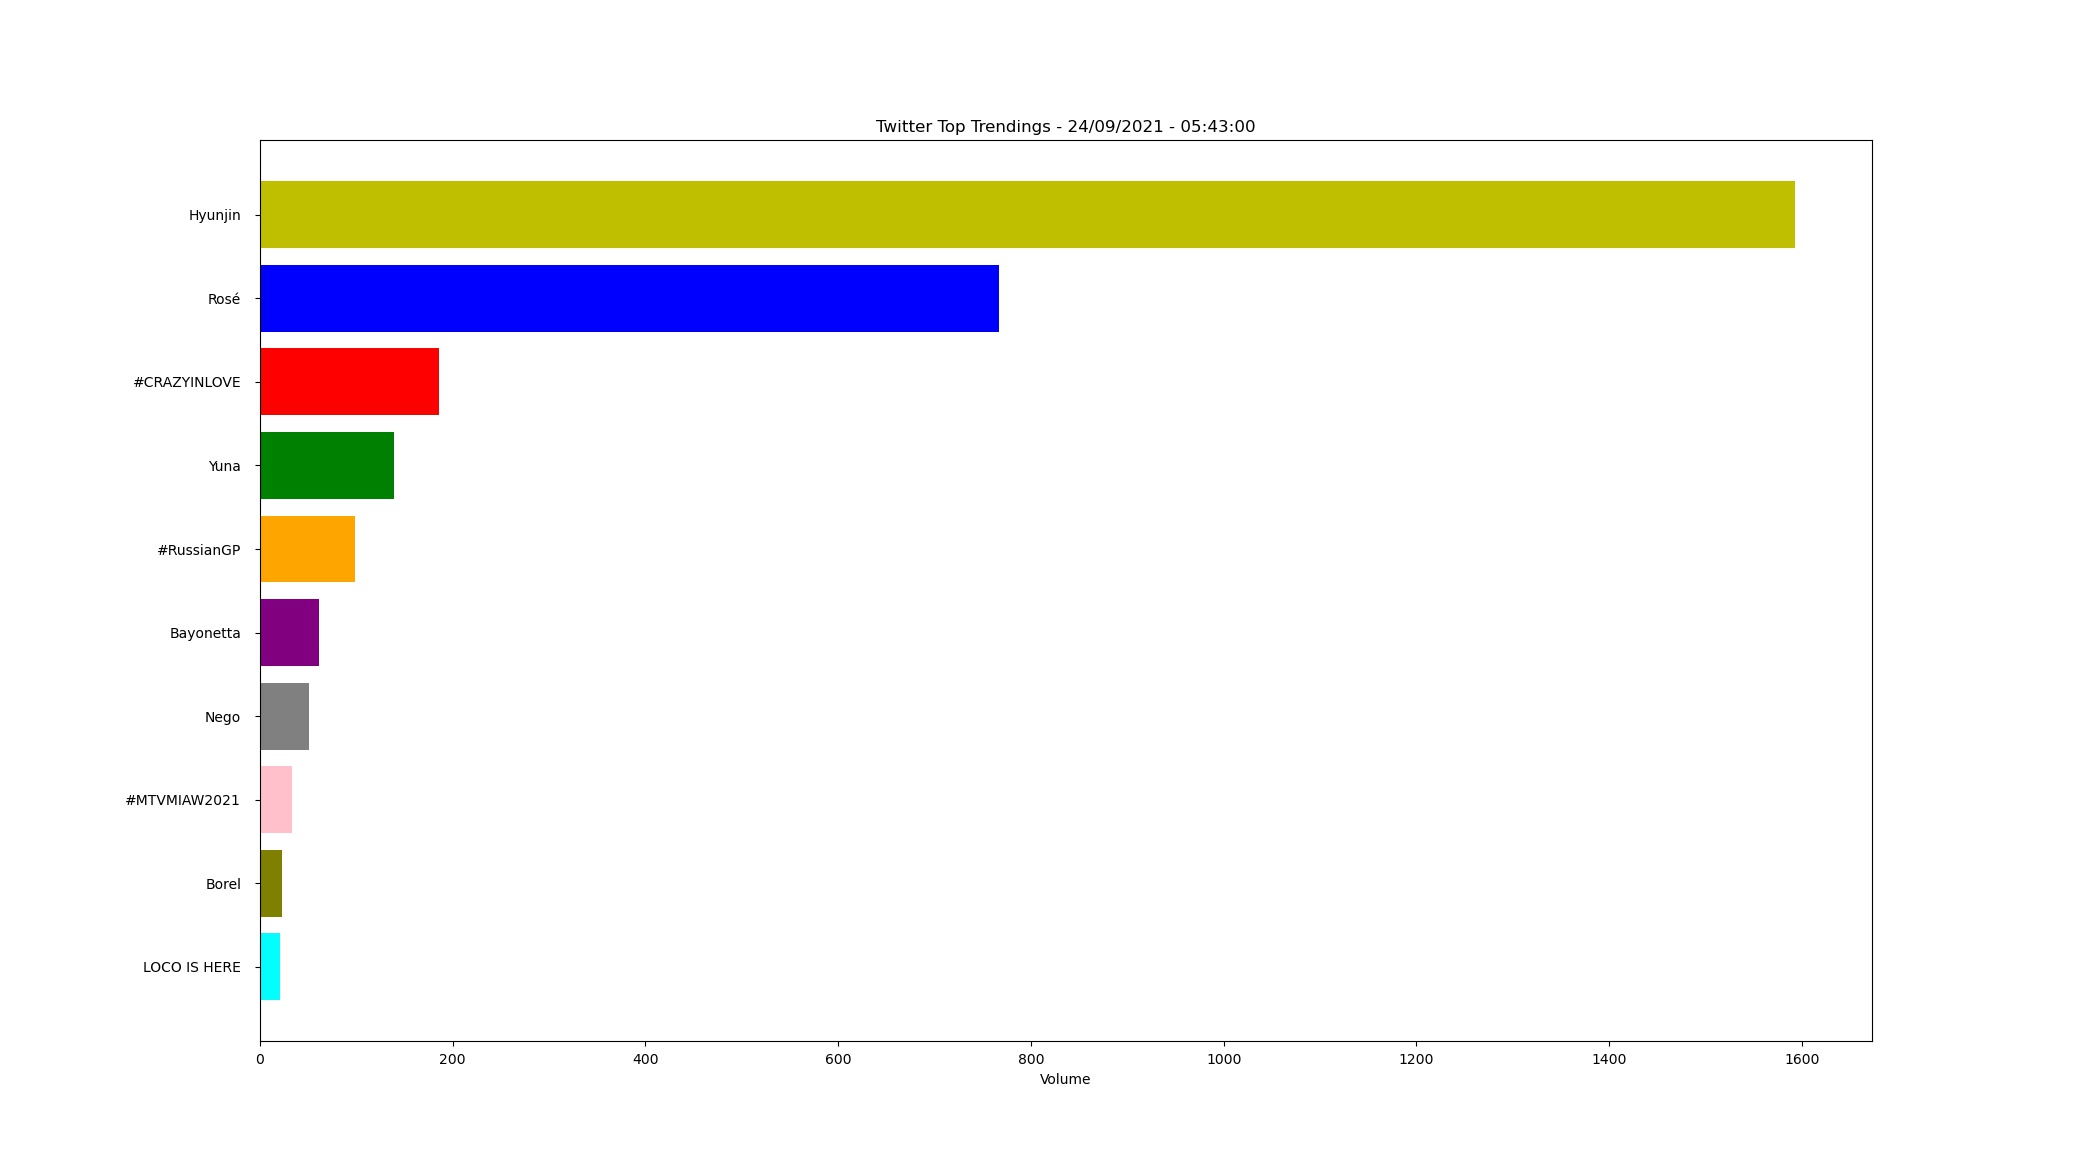 Twitter Top Trendings - 24/09/2021 - 05:43:00
Hyunjin
Rosé
#CRAZYINLOVE
Yuna
#RussianGP
Bayonetta
Nego
#MTVMIAW2021
Borel
LOCO IS HERE
0 200 400 600 800 1000 1200 1400 1600
Volume